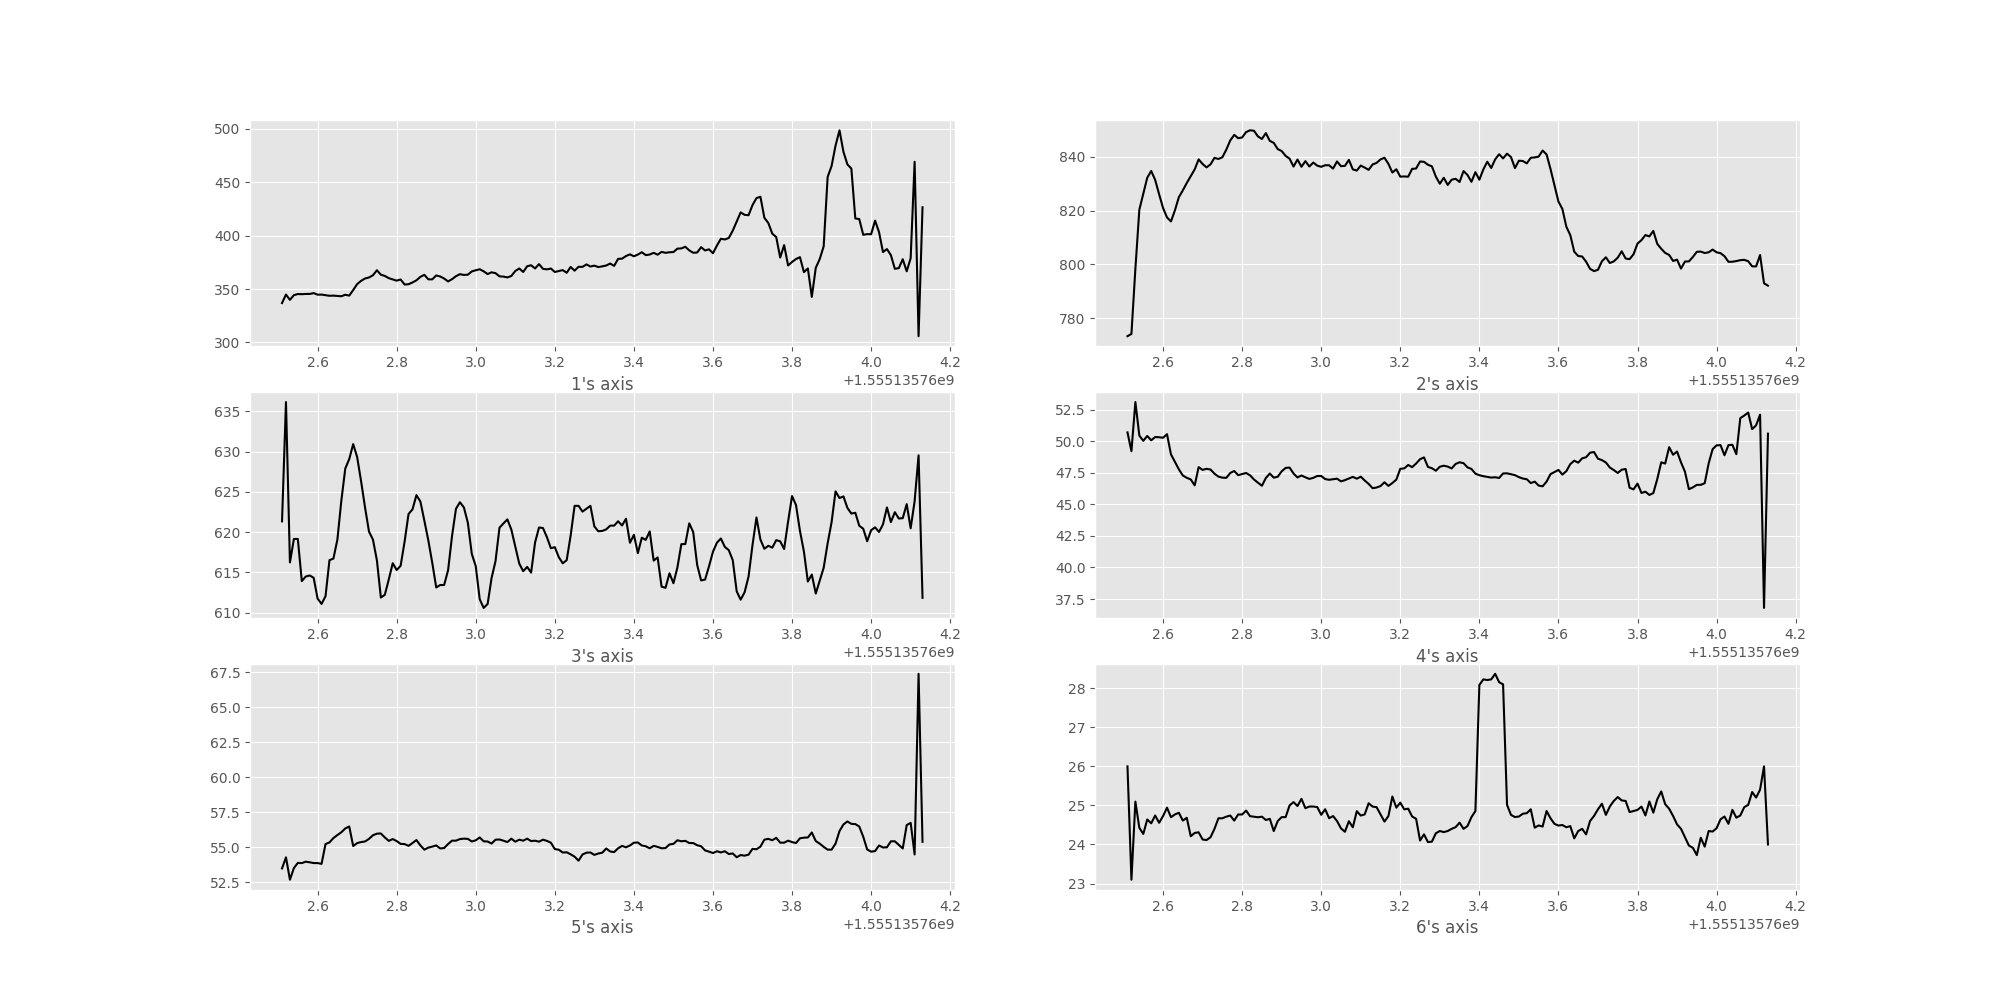 500
450
400
350
300
2.6 2.8 3.0 3.2 3.4 3.6 3.8 4.0 4.2
1's axis
+1.55513576e9
840
820
800
780
2.6 2.8 3.0 3.2 3.4 3.6 3.8 4.0 4.2
2's axis
+1.55513576e9
635
630
625
620
615
610
2.6 2.8 3.0 3.2 3.4 3.6 3.8 4.0 4.2
3's axis
+1.55513576e9
52.5
50.0
47.5
45.0
42.5
40.0
37.5
2.6 2.8 3.0 3.2 3.4 3.6 3.8 4.0 4.2
4's axis
+1.55513576e9
67.5
65.0
62.5
60.0
57.5
55.0
52.5
2.6 2.8 3.0 3.2 3.4 3.6 3.8 4.0 4.2
5's axis
+1.55513576e9
28
27
26
25
24
23
2.6 2.8 3.0 3.2 3.4 3.6 3.8 4.0 4.2
6's axis
+1.55513576e9